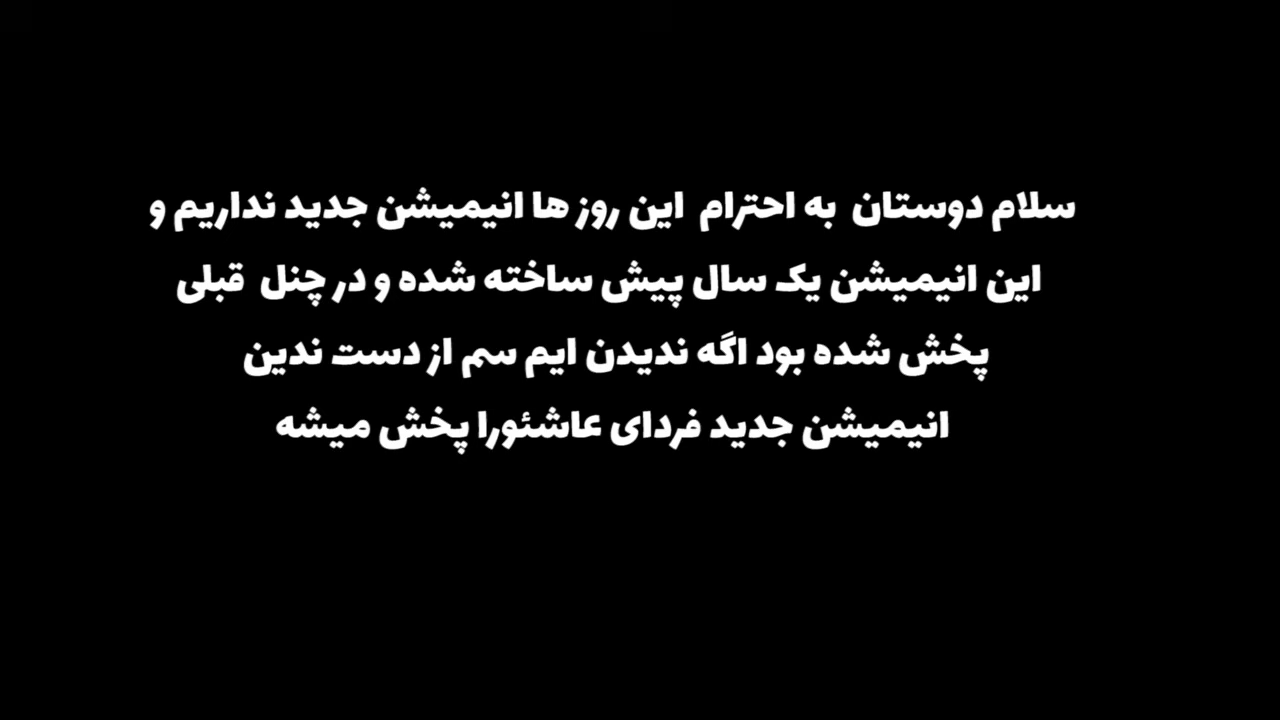 سلام دوستان به احترام این روز ها انیمیشن جدید نداریم و
این انیمیشن یک سال پیش ساخته شده و در چنل قبلی
پخش شده بود اگه ندیدن ایم سم از دست ندین
انیمیشن جدید فردای عاشئورا پخش میشه